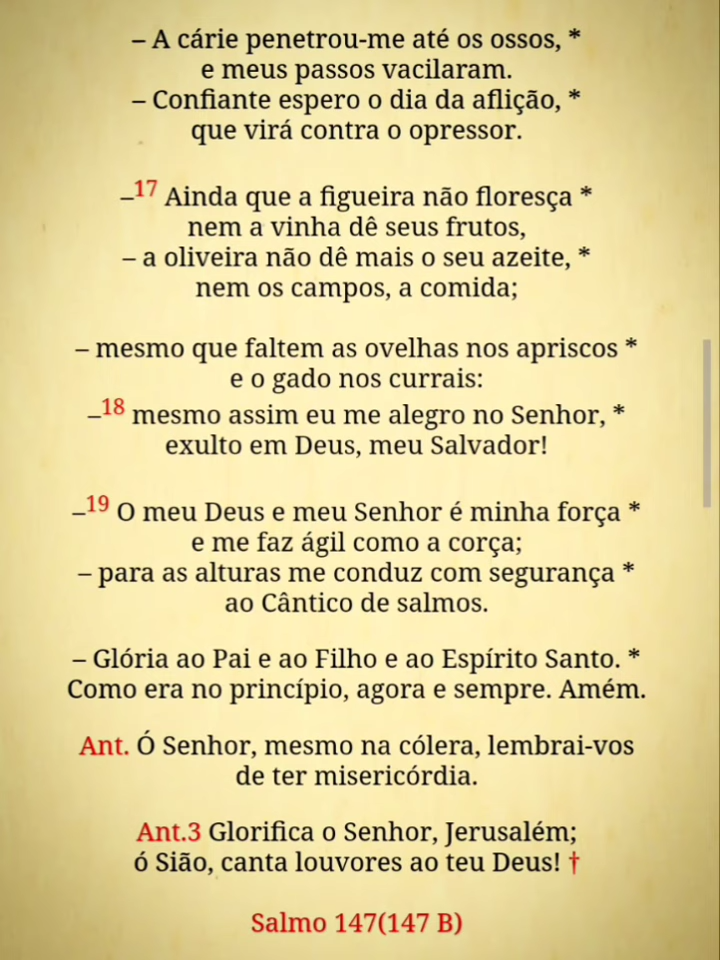 – A cárie penetrou-me até os ossos, *
e meus passos vacilaram.
– Confiante espero o dia da aflição, *
que virá contra o opressor.
–17 Ainda que a figueira não floresça *
nem a vinha dê seus frutos,
– a oliveira não dê mais o seu azeite, *
nem os campos, a comida;
– mesmo que faltem as ovelhas nos apriscos *
e o gado nos currais:
–18 mesmo assim eu me alegro no Senhor, *
exulto em Deus, meu Salvador!
–19 O meu Deus e meu Senhor é minha força *
e me faz ágil como a corça;
– para as alturas me conduz com segurança *
ao Cântico de salmos.
– Glória ao Pai e ao Filho e ao Espírito Santo. *
Como era no princípio, agora e sempre. Amém.
Ant. Ó Senhor, mesmo na cólera, lembrai-vos
de ter misericórdia.
Ant.3 Glorifica o Senhor, Jerusalém;
ó Sião, canta louvores ao teu Deus! †
Salmo 147(147 B)